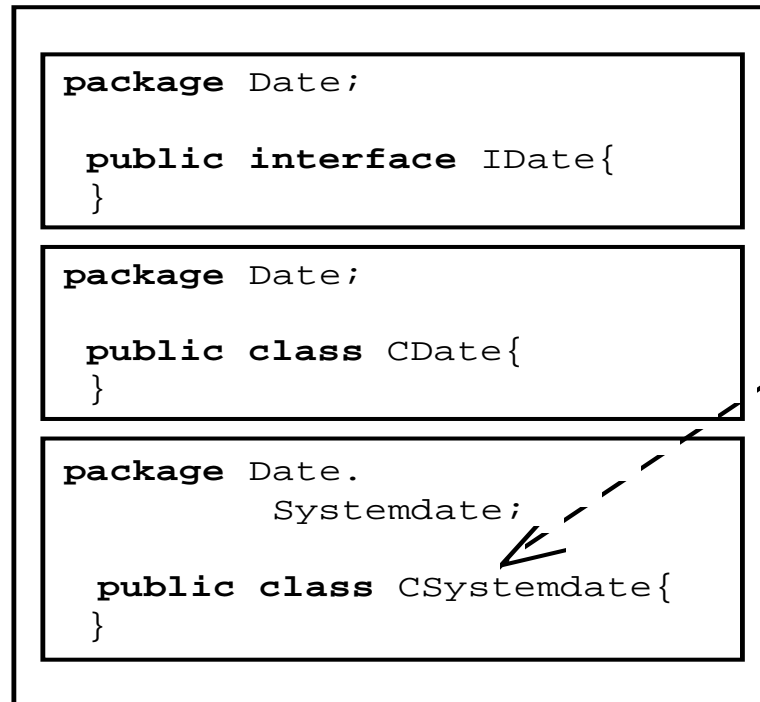 package Date;
public interface IDate{
}
package Date;
public class CDate{
}
package Date.
Systemdate;
public class CSystemdate{
}